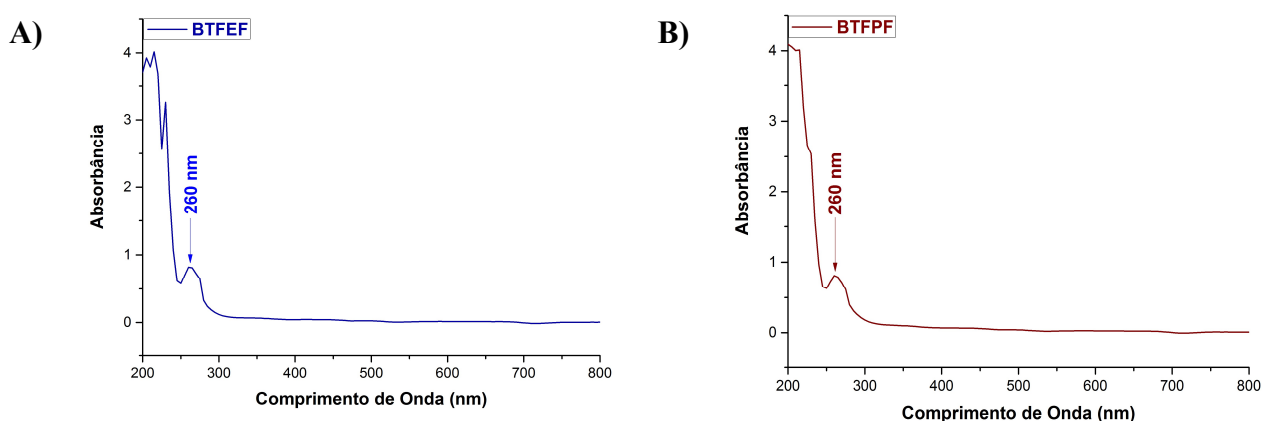 A)
BTFEF
Absorbância
4
3
2
1
0
260 nm
200 300 400 500 600 700 800
Comprimento de Onda (nm)
B)
BTFPF
Absorbância
4
3
2
1
0
260 nm
200 300 400 500 600 700 800
Comprimento de Onda (nm)